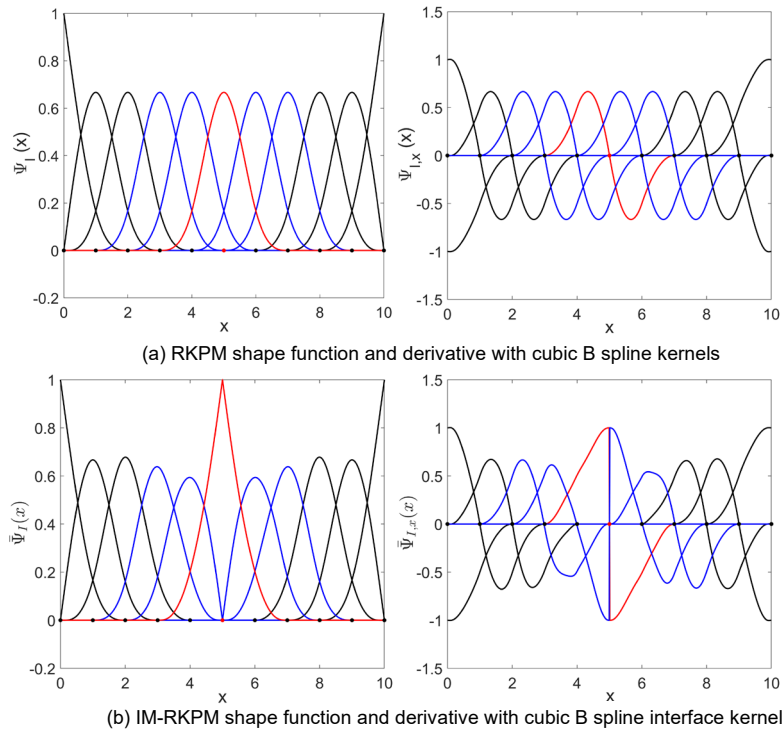 1
0.8
0.6
0.4
0.2
0
-0.2
Ψ_I (x)
0 2 4 6 8 10
x
1.5
1
0.5
0
-0.5
-1
-1.5
Ψ_I,x (x)
0 2 4 6 8 10
x
(a) RKPM shape function and derivative with cubic B spline kernels
1
0.8
0.6
0.4
0.2
0
-0.2
Ψ̄_I(x)
0 2 4 6 8 10
x
1.5
1
0.5
0
-0.5
-1
-1.5
Ψ̄_I,x(x)
0 2 4 6 8 10
x
(b) IM-RKPM shape function and derivative with cubic B spline interface kernel